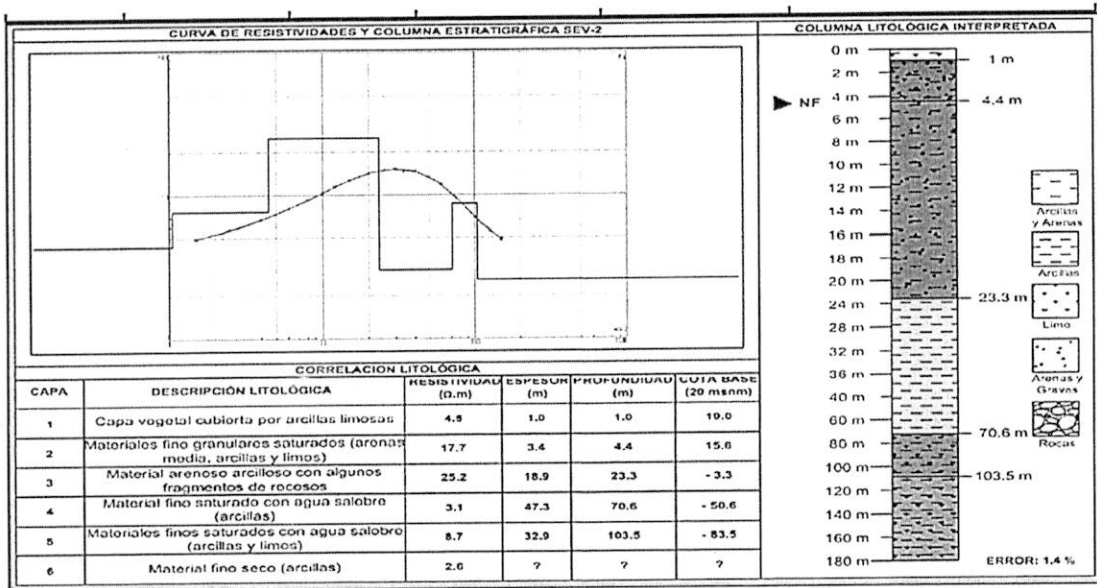 CURVA DE RESISTIVIDADES Y COLUMNA ESTRATIGRÁFICA SEV-2
CORRELACION LITOLÓGICA
CAPA DESCRIPCIÓN LITOLÓGICA RESISTIVIDAD (Ω.m) ESPESOR (m) PROFUNDIDAD (m) COTA BASE (20 msnm)
1 Capa vegetal cubierta por arcillas limosas 4.5 1.0 1.0 19.0
2 Materiales fino granulares saturados (arenas media, arcillas y limos) 17.7 3.4 4.4 15.6
3 Material arenoso arcilloso con algunos fragmentos de rocosos 25.2 18.9 23.3 - 3.3
4 Material fino saturado con agua salobre (arcillas) 3.1 47.3 70.6 - 50.6
5 Materiales finos saturados con agua salobre (arcillas y limos) 8.7 32.9 103.5 - 83.5
6 Material fino seco (arcillas) 2.6 ? ? ?
COLUMNA LITOLÓGICA INTERPRETADA
0 m
1 m
2 m
NF 4 m
4.4 m
6 m
8 m
10 m
12 m
14 m
16 m
18 m
20 m
23.3 m
24 m
28 m
32 m
36 m
40 m
60 m
70.6 m
80 m
100 m
103.5 m
120 m
140 m
160 m
180 m
Arcillas
y Arenas
Arcillas
Limo
Arenas y
Gravas
Rocas
ERROR: 1.4 %